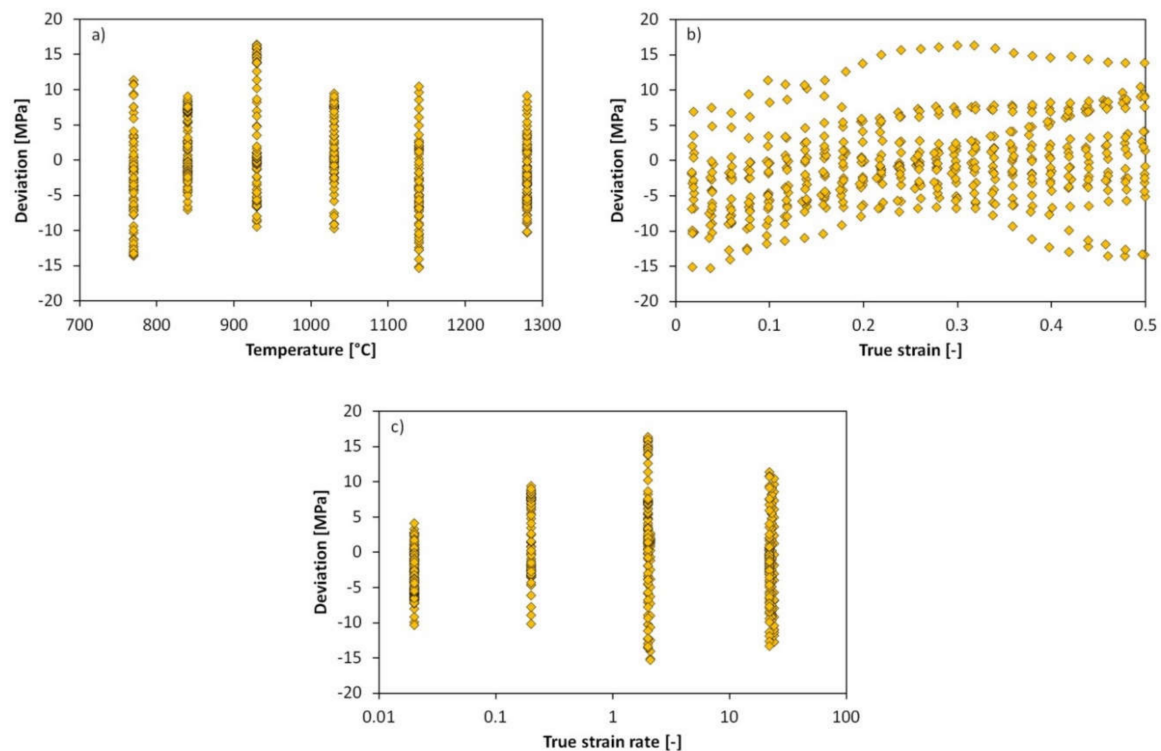 a)
20
15
10
5
0
-5
-10
-15
-20
Deviation [MPa]
700 800 900 1000 1100 1200 1300
Temperature [°C]
b)
20
15
10
5
0
-5
-10
-15
-20
Deviation [MPa]
0 0.1 0.2 0.3 0.4 0.5
True strain [-]
c)
20
15
10
5
0
-5
-10
-15
-20
Deviation [MPa]
0.01 0.1 1 10 100
True strain rate [-]